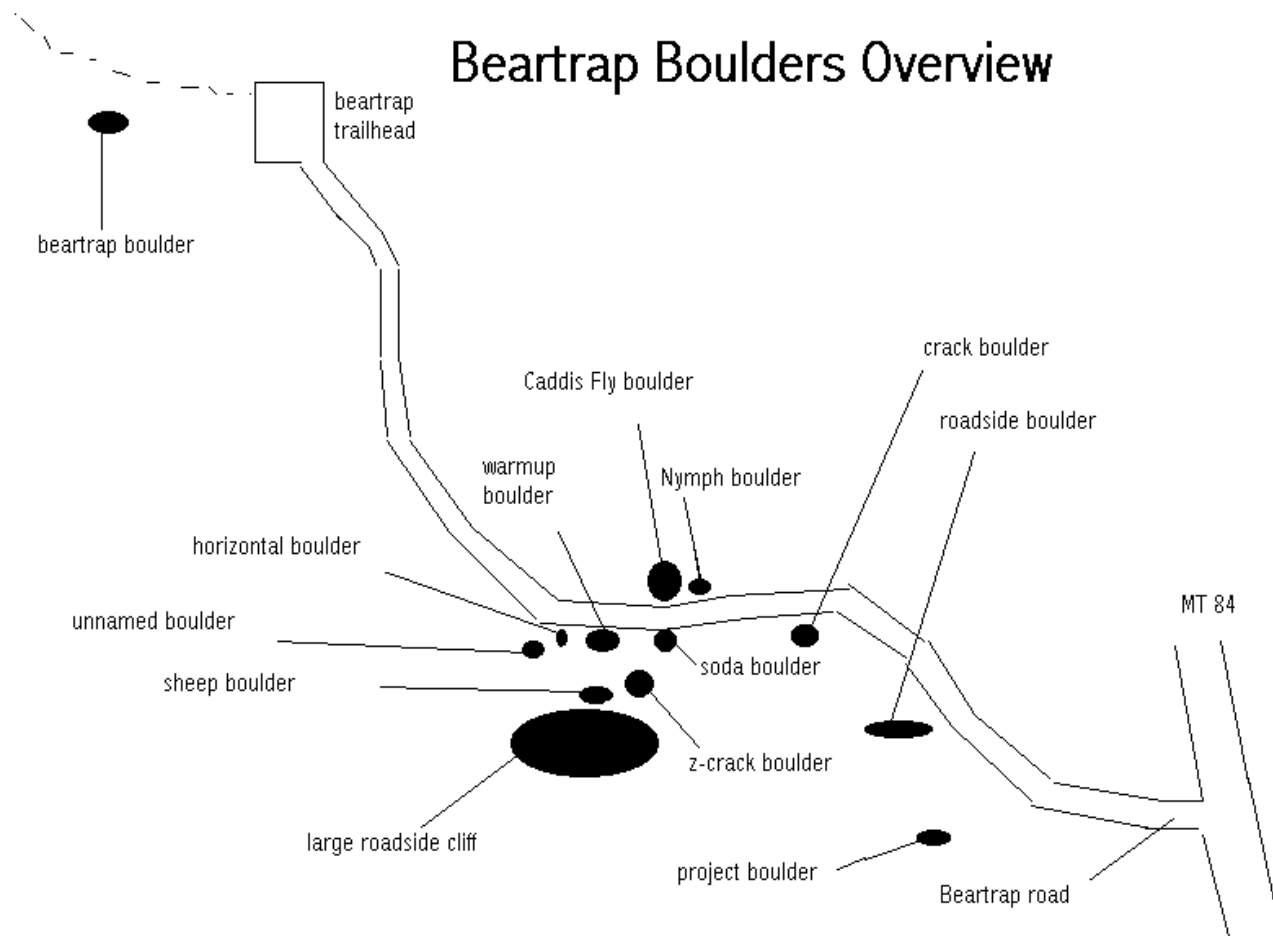 Beartrap Boulders Overview
beartrap
trailhead
beartrap boulder
crack boulder
Caddis Fly boulder
roadside boulder
warmup
boulder
Nymph boulder
horizontal boulder
MT 84
unnamed boulder
soda boulder
sheep boulder
z-crack boulder
large roadside cliff
project boulder
Beartrap road